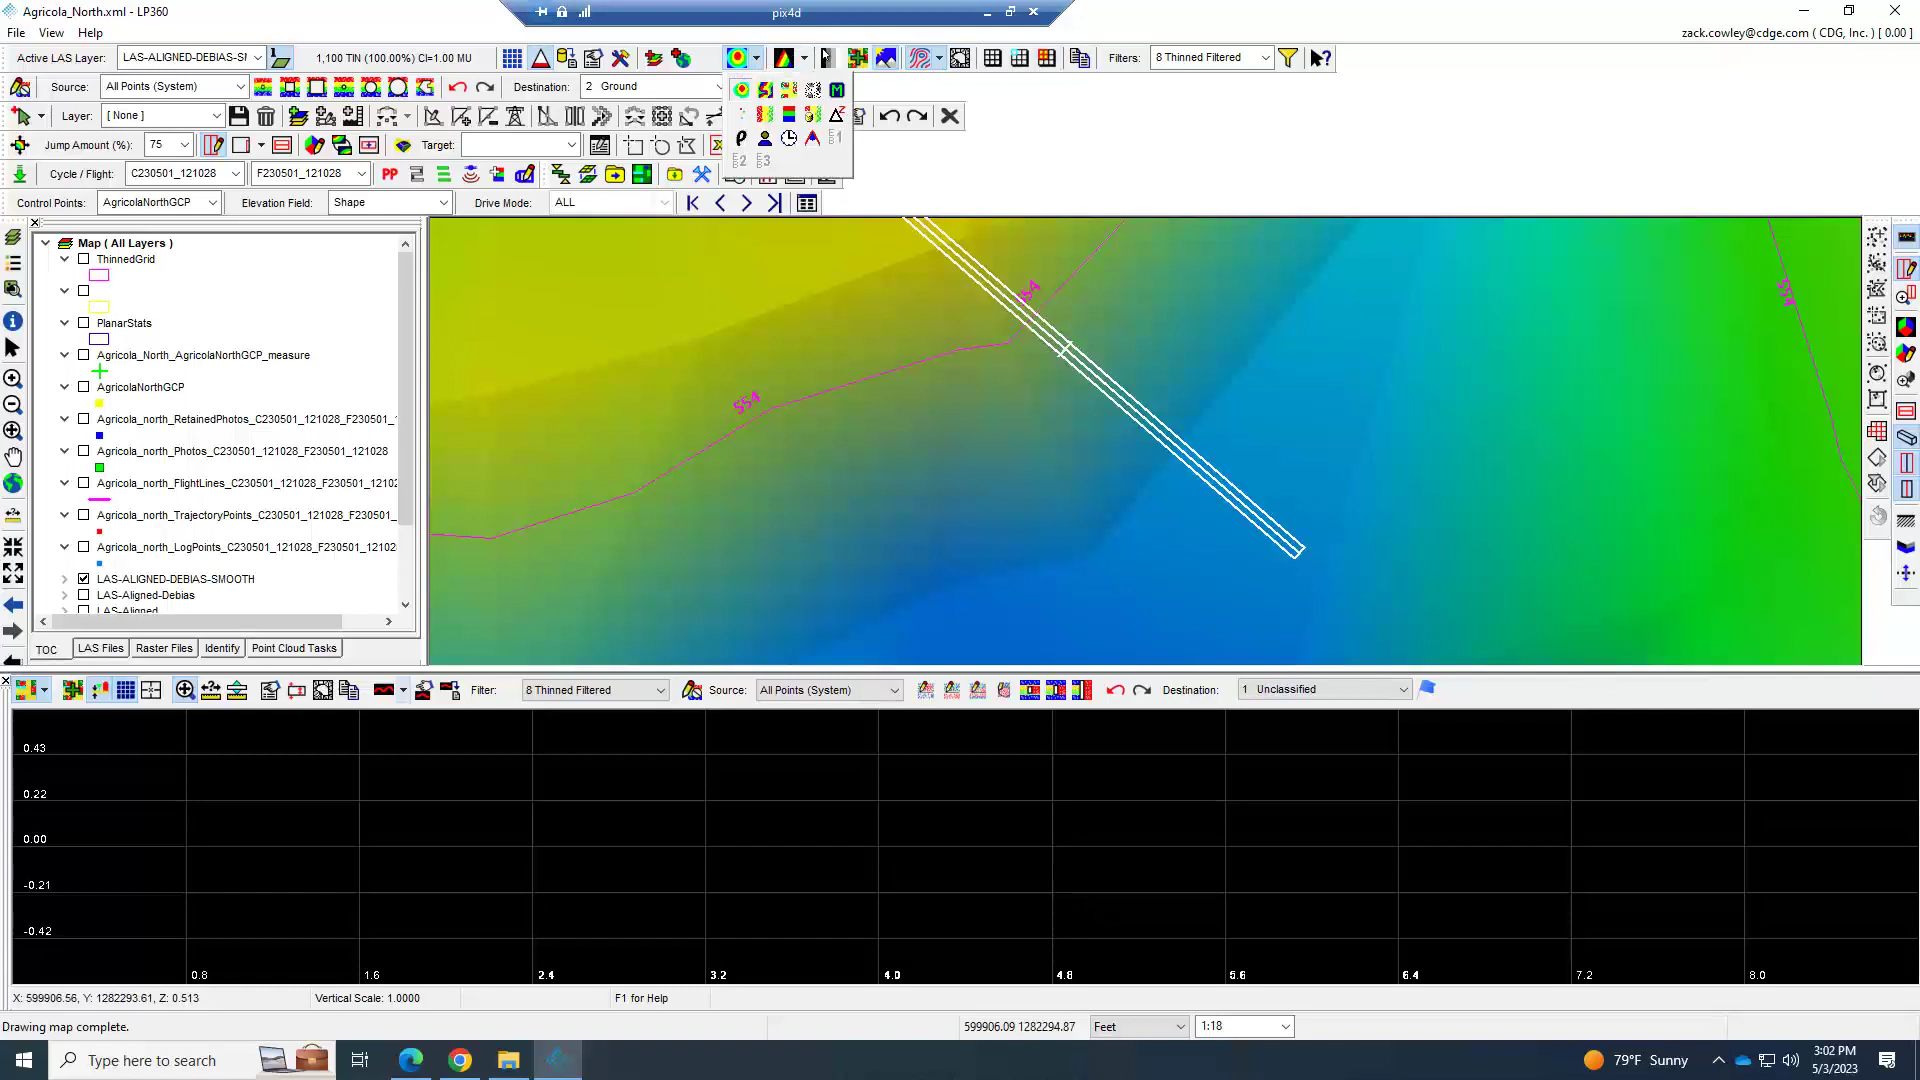 Agricola_North.xml - LP360
pix4d
File View Help
zack.cowley@cdge.com ( CDG, Inc. ) [ 0.00 ]
Active LAS Layer: LAS-ALIGNED-DEBIAS-SI 1,100 TIN (100.00%) CI=1.00 MU Filters: 8 Thinned Filtered
Source: All Points (System) Destination: 2 Ground
Layer: [ None ]
Jump Amount (%): 75 Target:
Cycle / Flight: C230501_121028 F230501_121028 PP
Control Points: AgricolaNorthGCP Elevation Field: Shape Drive Mode: ALL
Map ( All Layers )
ThinnedGrid
PlanarStats
Agricola_North_AgricolaNorthGCP_measure
AgricolaNorthGCP
Agricola_north_RetainedPhotos_C230501_121028_F230501_1
Agricola_north_Photos_C230501_121028_F230501_121028
Agricola_north_FlightLines_C230501_121028_F230501_12102
Agricola_north_TrajectoryPoints_C230501_121028_F230501_
Agricola_north_LogPoints_C230501_121028_F230501_12102
LAS-ALIGNED-DEBIAS-SMOOTH
LAS-Aligned-Debias
LAS-Aligned
TOC LAS Files Raster Files Identify Point Cloud Tasks
554
Filter: 8 Thinned Filtered Source: All Points (System) Destination: 1 Unclassified
0.43
0.22
0.00
-0.21
-0.42
0.8 1.6 2.4 3.2 4.0 4.8 5.6 6.4 7.2 8.0
X: 599906.56, Y: 1282293.61, Z: 0.513 Vertical Scale: 1.0000 F1 for Help
Drawing map complete. 599906.09 1282294.87 Feet 1:18
Type here to search 79°F Sunny 3:02 PM
5/3/2023